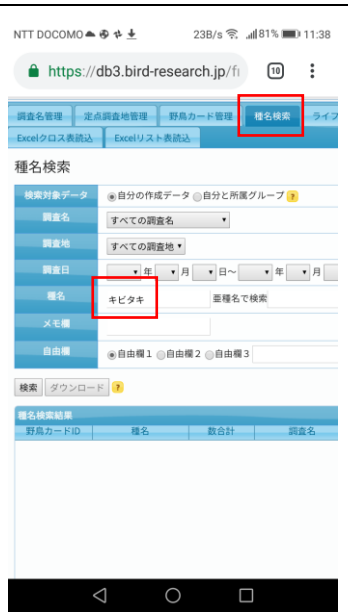 NTT DOCOMO 23B/s 81% 11:38
https://db3.bird-research.jp/fi 10
調査名管理 定点調査地管理 野鳥カード管理 種名検索 ライフ
Excelクロス表読込 Excelリスト表読込
種名検索
検索対象データ ◉自分の作成データ ○自分と所属グループ ?
調査名 すべての調査名 ▼
調査地 すべての調査地 ▼
調査日 ▼ 年 ▼ 月 ▼ 日~ ▼ 年 ▼ 月
種名 キビタキ 亜種名で検索
メモ欄
自由欄 ◉自由欄1 ○自由欄2 ○自由欄3
検索 ダウンロード ?
種名検索結果
野鳥カードID 種名 数合計 調査名